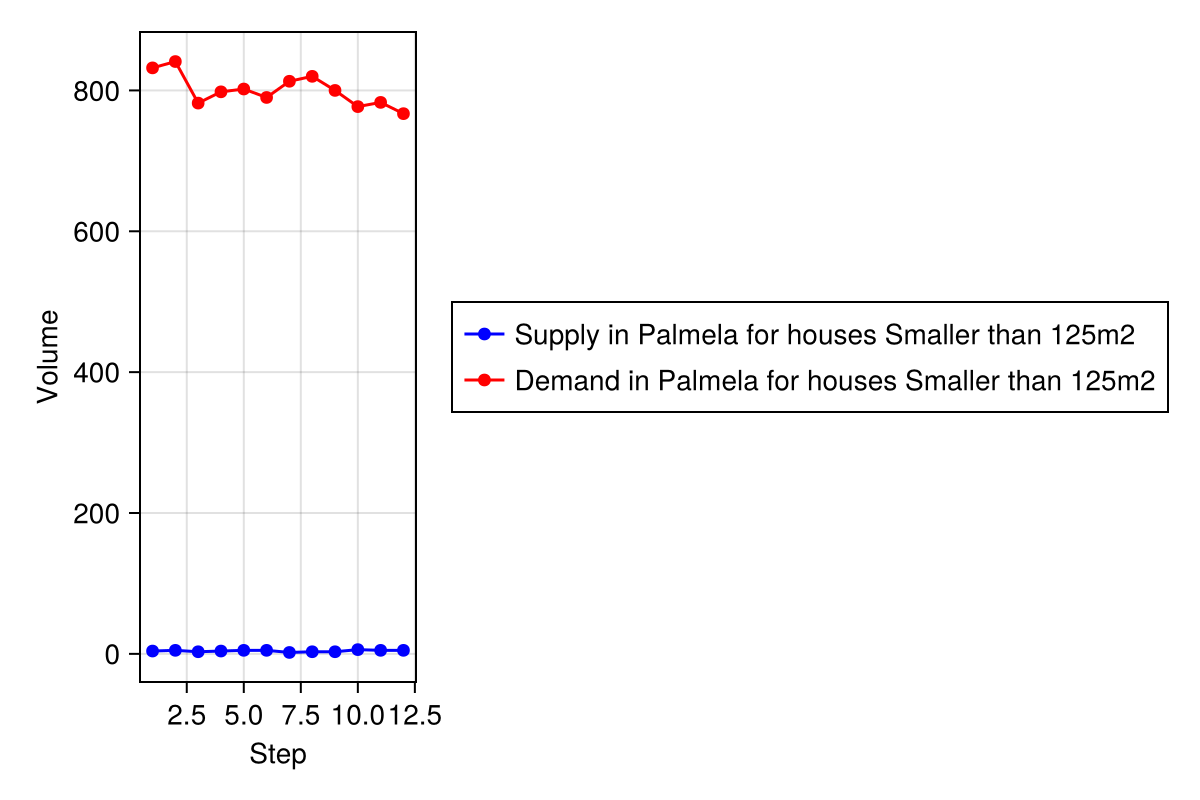 800
600
400
200
0
Volume
2.5 5.0 7.5 10.0 12.5
Step
Supply in Palmela for houses Smaller than 125m2
Demand in Palmela for houses Smaller than 125m2